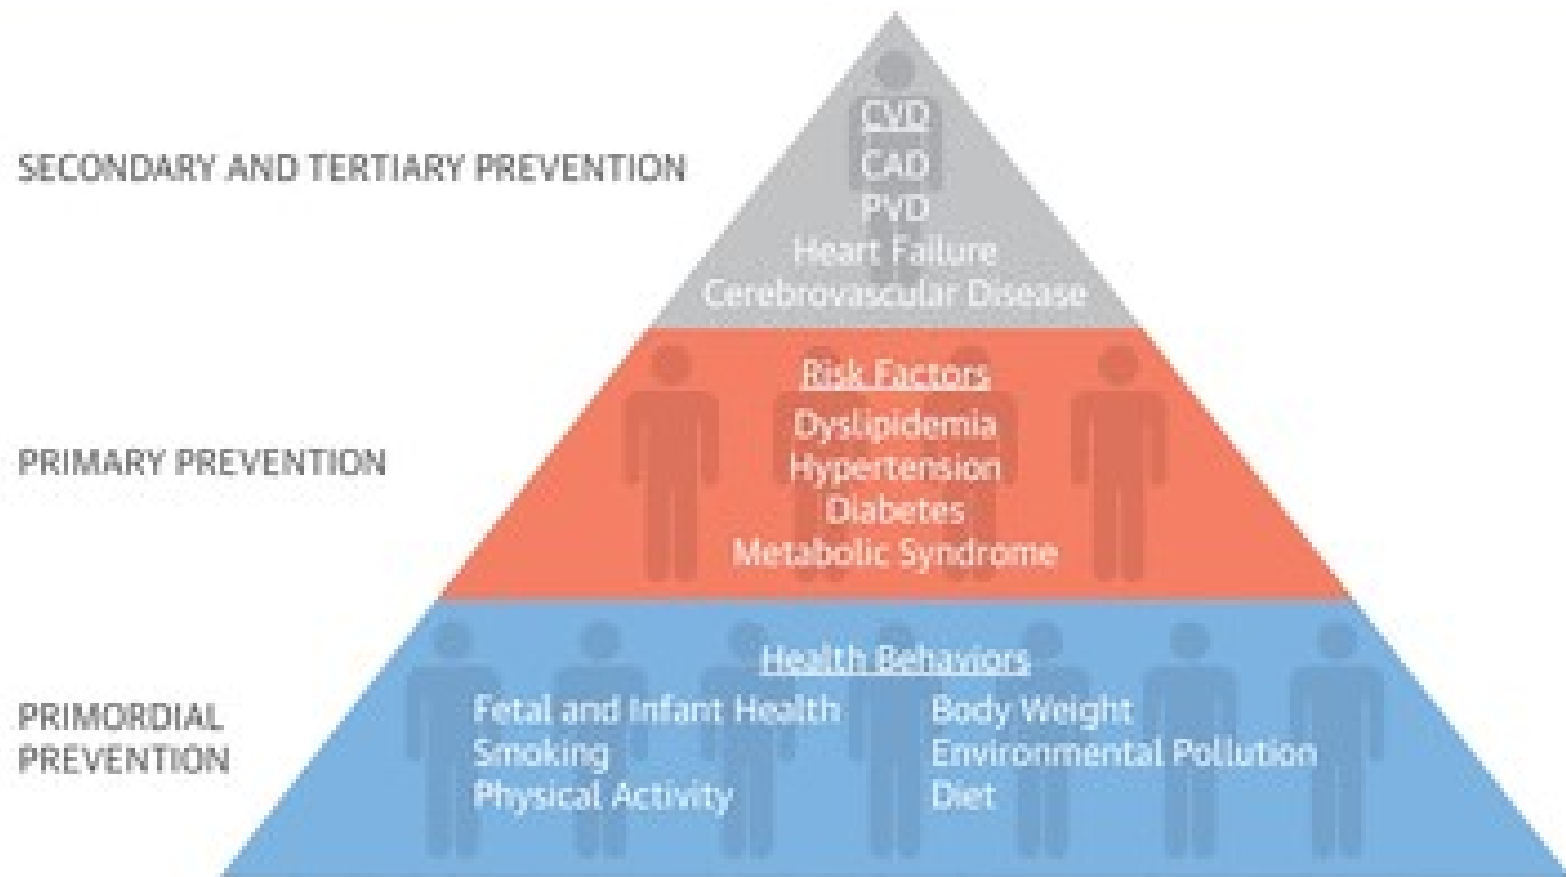 SECONDARY AND TERTIARY PREVENTION
CVD
CAD
PVD
Heart Failure
Cerebrovascular Disease
PRIMARY PREVENTION
Risk Factors
Dyslipidemia
Hypertension
Diabetes
Metabolic Syndrome
PRIMORDIAL
PREVENTION
Health Behaviors
Fetal and Infant Health
Smoking
Physical Activity
Body Weight
Environmental Pollution
Diet